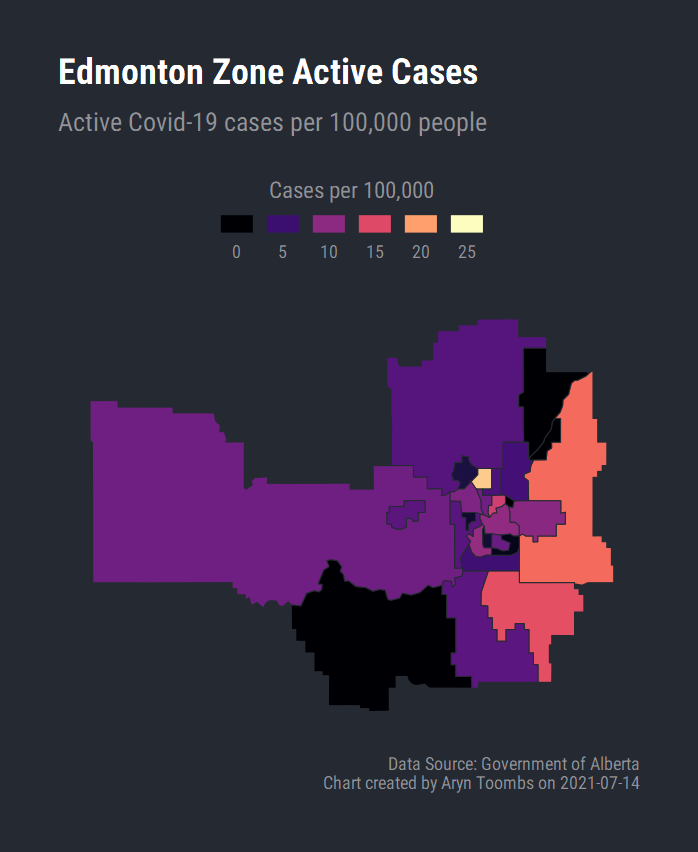 Edmonton Zone Active Cases
Active Covid-19 cases per 100,000 people
Cases per 100,000
0 5 10 15 20 25
Data Source: Government of Alberta
Chart created by Aryn Toombs on 2021-07-14